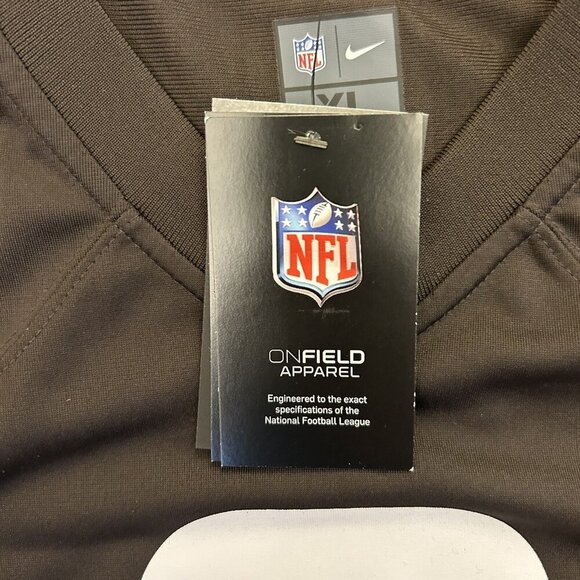 NFL
XL
NFL
ONFIELD
APPAREL
Engineered to the exact
specifications of the
National Football League